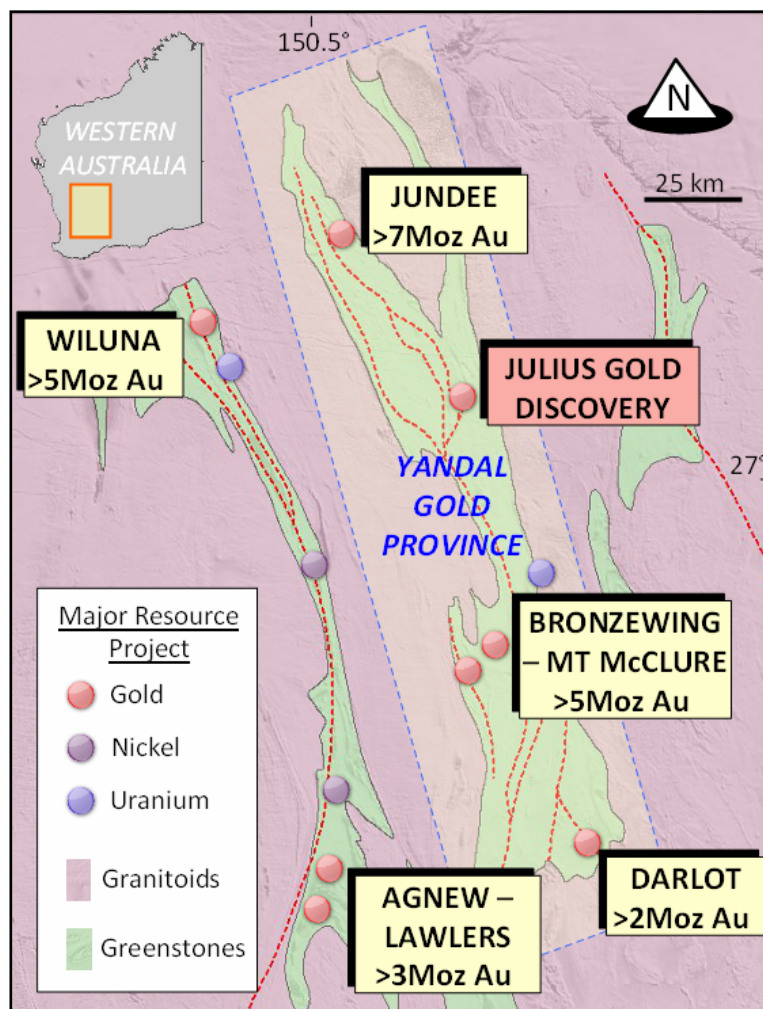 150.5°
WESTERN
AUSTRALIA
N
25 km
JUNDEE
>7Moz Au
WILUNA
>5Moz Au
JULIUS GOLD
DISCOVERY
27°
YANDAL
GOLD
PROVINCE
Major Resource
Project
Gold
Nickel
Uranium
Granitoids
Greenstones
BRONZEWING
– MT McCLURE
>5Moz Au
AGNEW –
LAWLERS
>3Moz Au
DARLOT
>2Moz Au